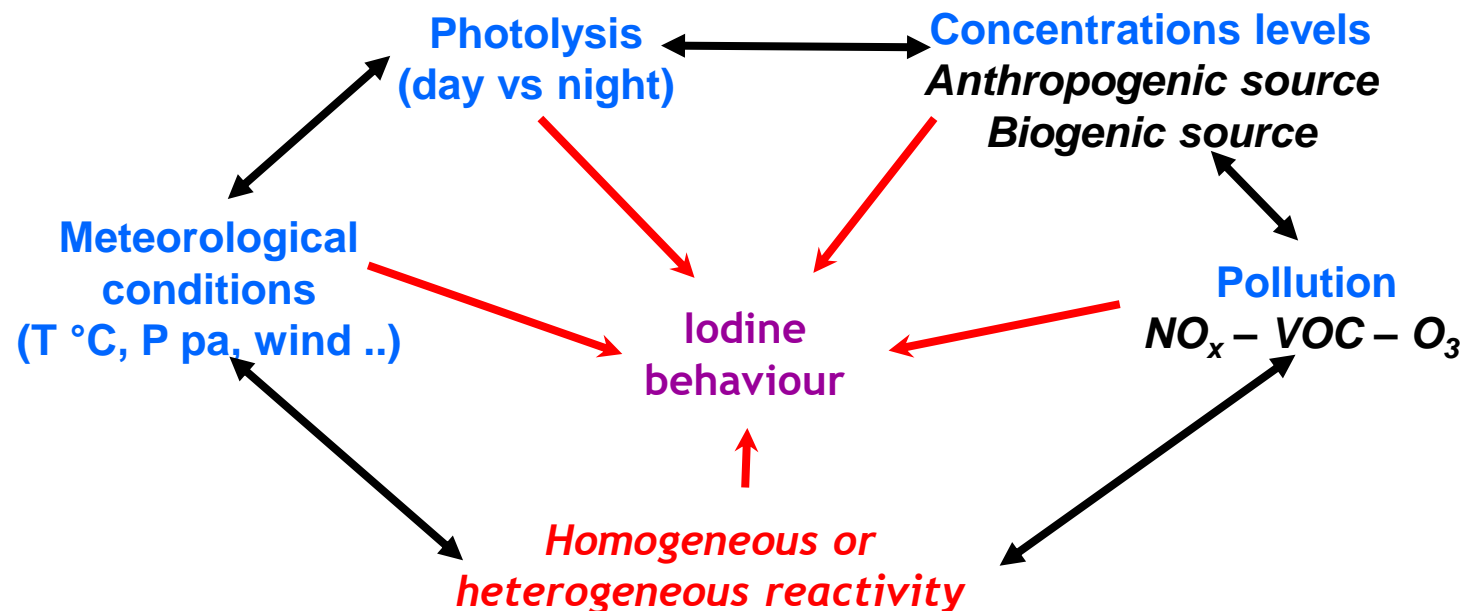 Photolysis
(day vs night)
Concentrations levels
Anthropogenic source
Biogenic source
Meteorological
conditions
(T °C, P pa, wind ..)
Pollution
NOₓ – VOC – O₃
Iodine
behaviour
Homogeneous or
heterogeneous reactivity